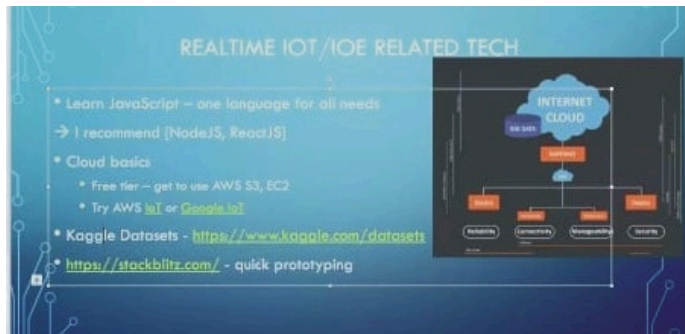 REALTIME IOT/IOE RELATED TECH
• Learn JavaScript – one language for all needs
→ I recommend [NodeJS, ReactJS]
• Cloud basics
• Free tier – get to use AWS S3, EC2
• Try AWS IoT or Google IoT
• Kaggle Datasets - https://www.kaggle.com/datasets
• https://stackblitz.com/ - quick prototyping
INTERNET
CLOUD
BIG DATA
Reliability
Connectivity
Manageability
Security